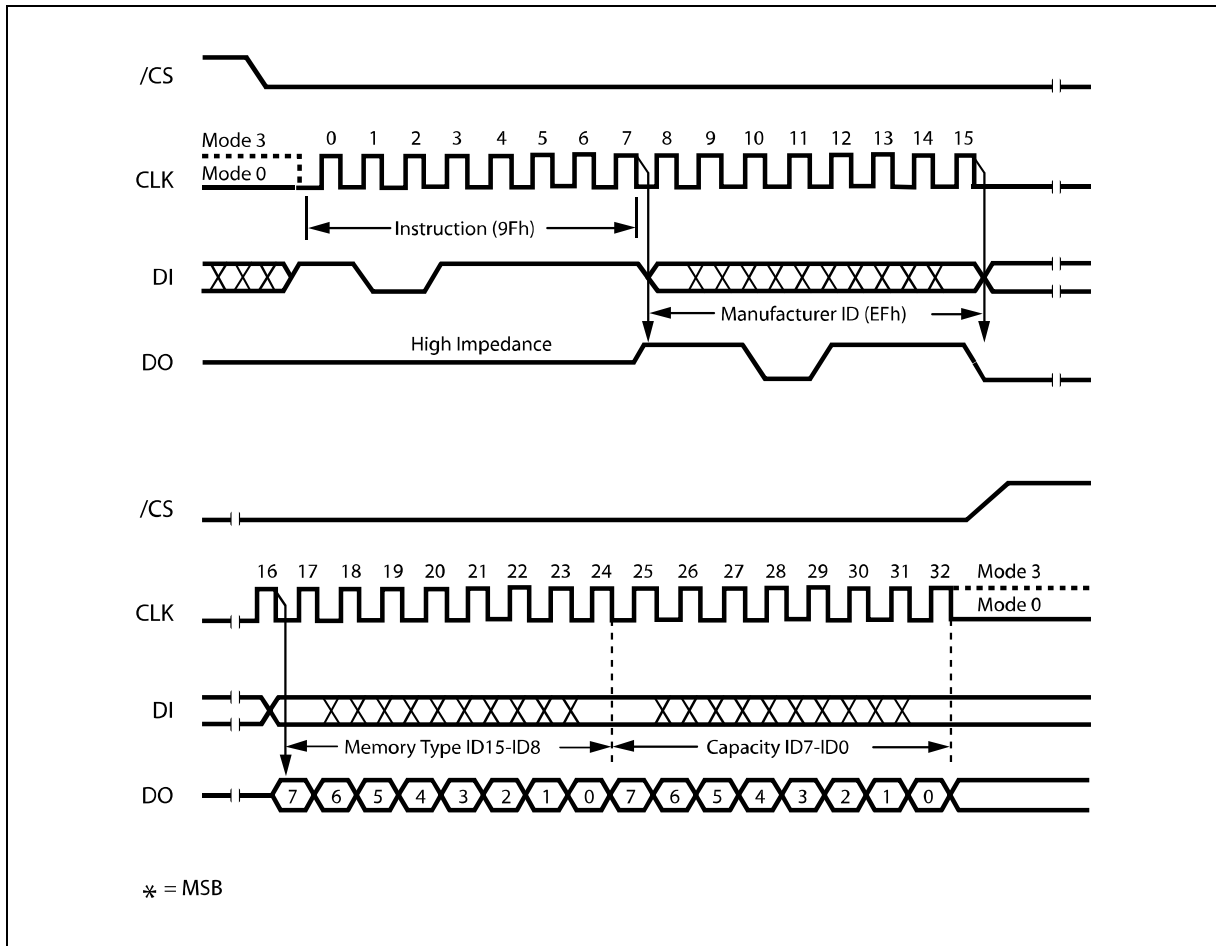 /CS
Mode 3
0 1 2 3 4 5 6 7 8 9 10 11 12 13 14 15
CLK
Mode 0
Instruction (9Fh)
DI
Manufacturer ID (EFh)
High Impedance
DO
/CS
16 17 18 19 20 21 22 23 24 25 26 27 28 29 30 31 32
Mode 3
CLK
Mode 0
DI
Memory Type ID15-ID8
Capacity ID7-ID0
DO
7 6 5 4 3 2 1 0 7 6 5 4 3 2 1 0
* = MSB